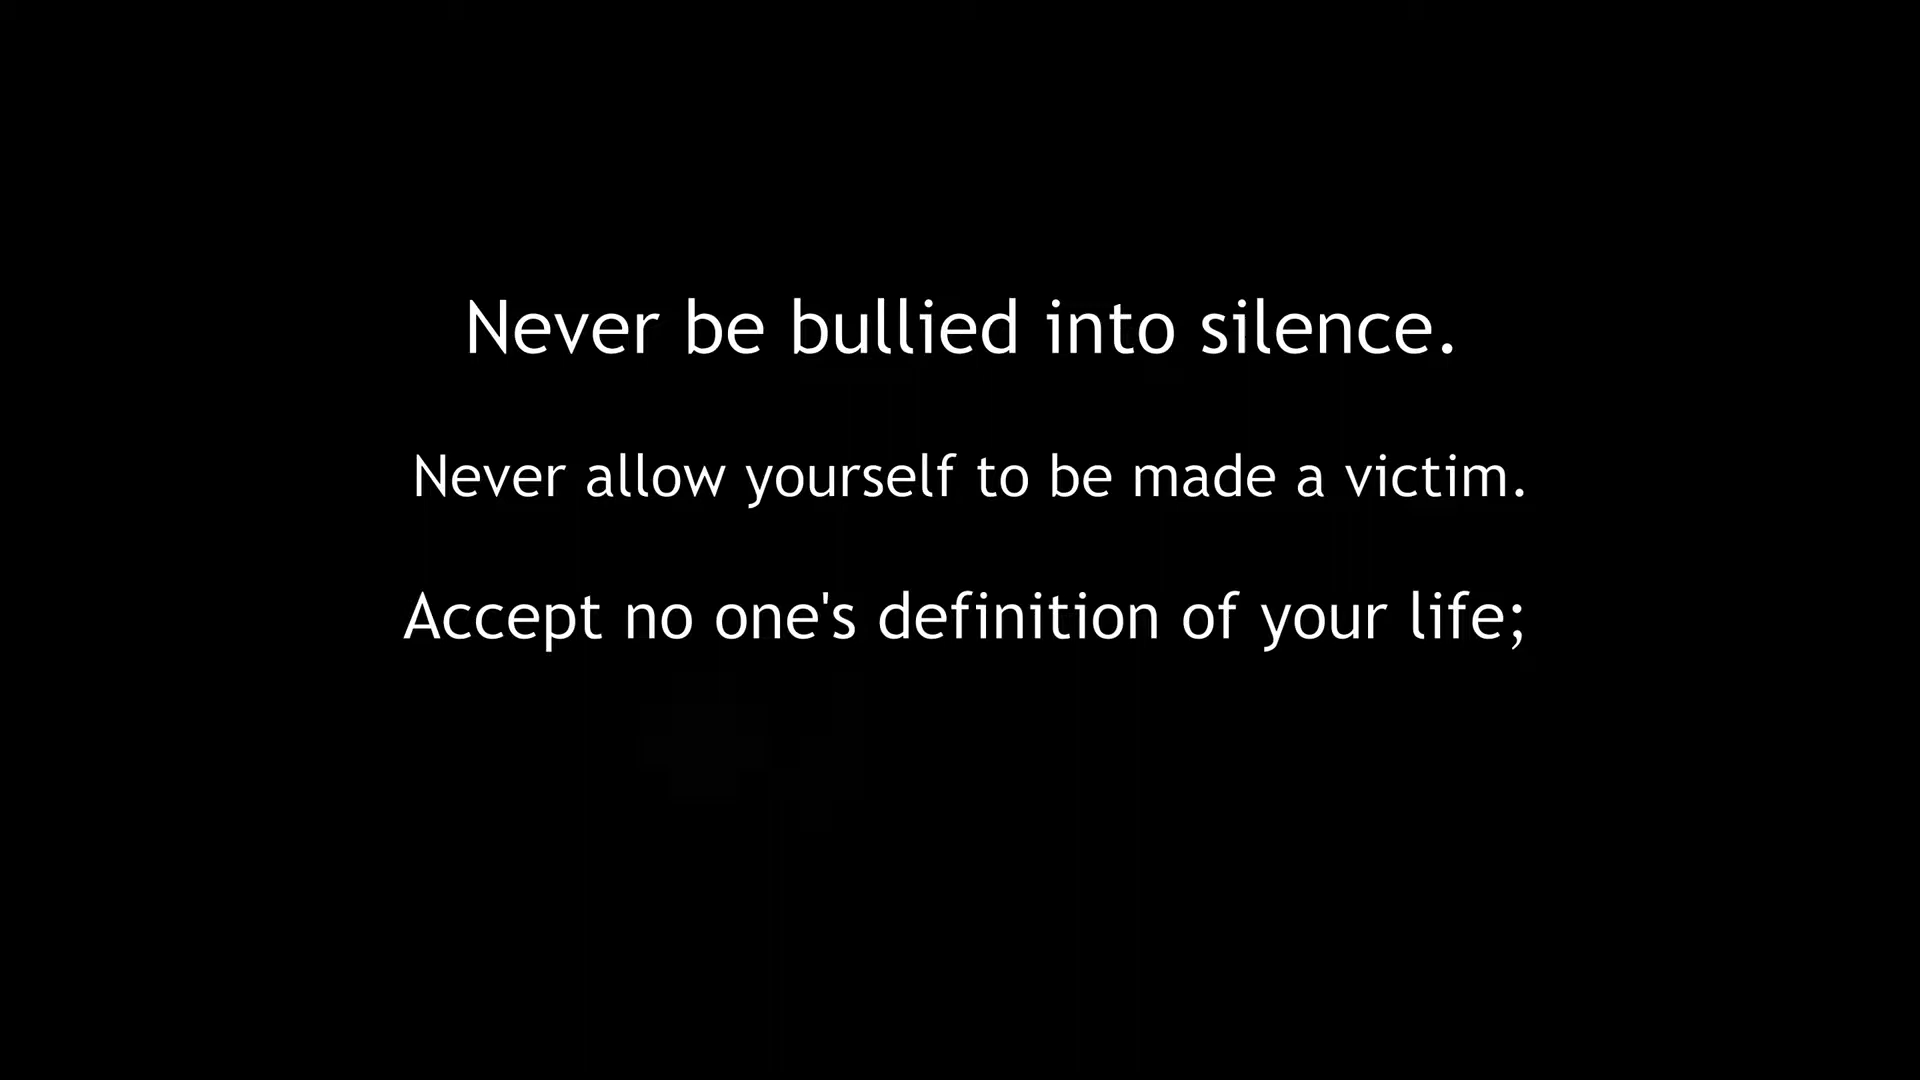 Never be bullied into silence.
Never allow yourself to be made a victim.
Accept no one's definition of your life;